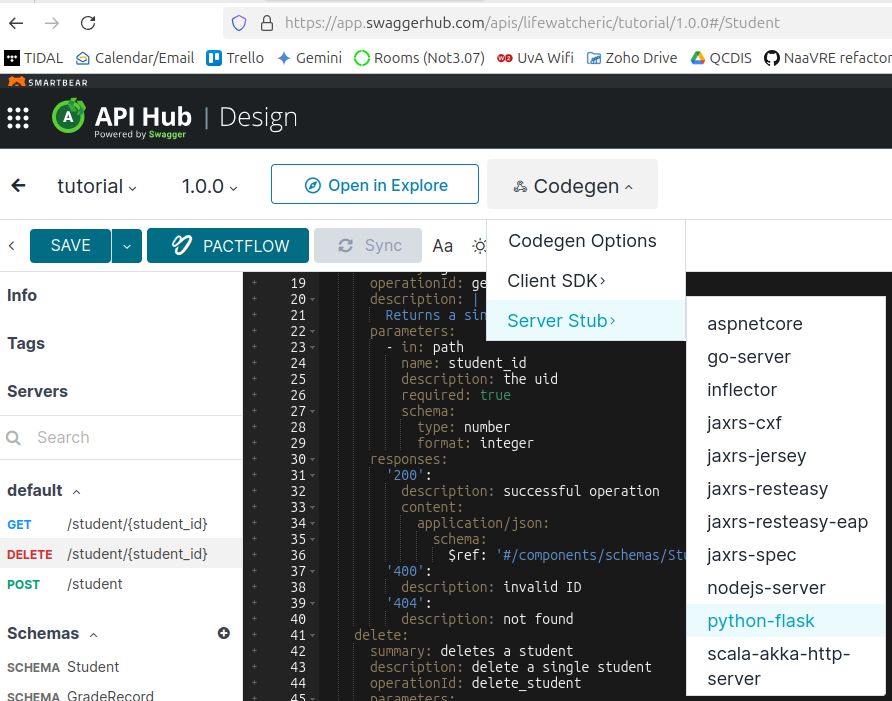 https://app.swaggerhub.com/apis/lifewatcheric/tutorial/1.0.0#/Student
TIDAL Calendar/Email Trello Gemini Rooms (Not3.07) UvA Wifi Zoho Drive QCDIS NaaVRE refactor
SMARTBEAR
A API Hub | Design
Powered by Swagger
tutorial 1.0.0 Open in Explore Codegen
SAVE PACTFLOW Sync Aa
Codegen Options
Client SDK
Server Stub
aspnetcore
go-server
inflector
jaxrs-cxf
jaxrs-jersey
jaxrs-resteasy
jaxrs-resteasy-eap
jaxrs-spec
nodejs-server
python-flask
scala-akka-http-
server
Info
Tags
Servers
Search
default
GET /student/{student_id}
DELETE /student/{student_id}
POST /student
Schemas
SCHEMA Student
SCHEMA GradeRecord
19 operationId: ge
20 description: |
21 Returns a sin
22 parameters:
23 - in: path
24 name: student_id
25 description: the uid
26 required: true
27 schema:
28 type: number
29 format: integer
30 responses:
31 '200':
32 description: successful operation
33 content:
34 application/json:
35 schema:
36 $ref: '#/components/schemas/Stu
37 '400':
38 description: invalid ID
39 '404':
40 description: not found
41 delete:
42 summary: deletes a student
43 description: delete a single student
44 operationId: delete_student
45 parameters: